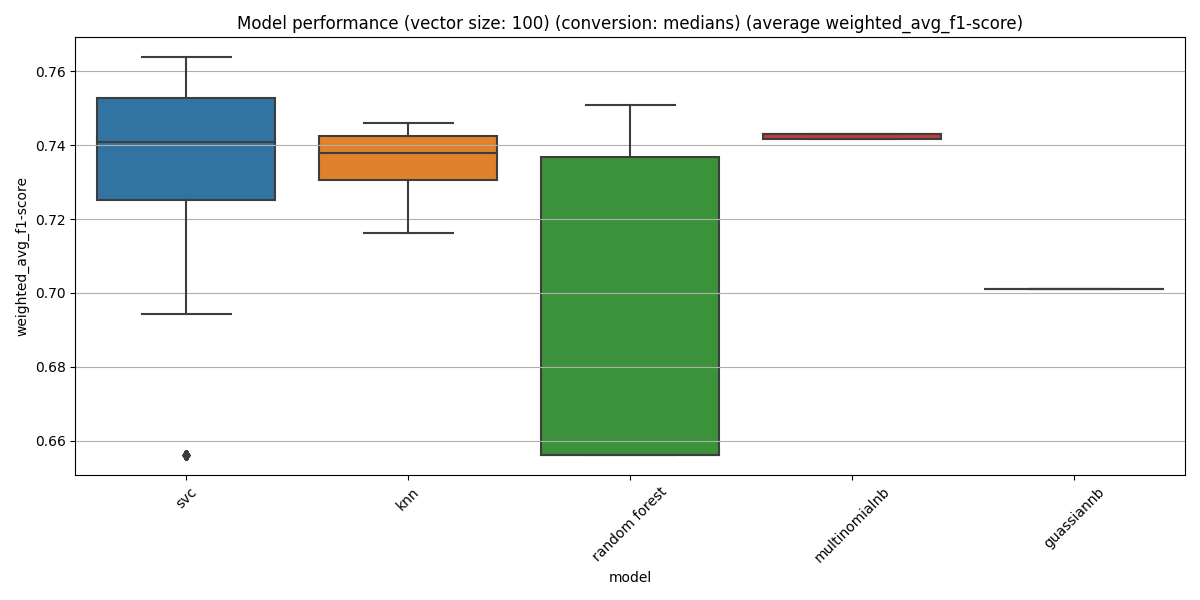 Model performance (vector size: 100) (conversion: medians) (average weighted_avg_f1-score)
weighted_avg_f1-score
0.76
0.74
0.72
0.70
0.68
0.66
svc
knn
random forest
multinomialnb
guassiannb
model